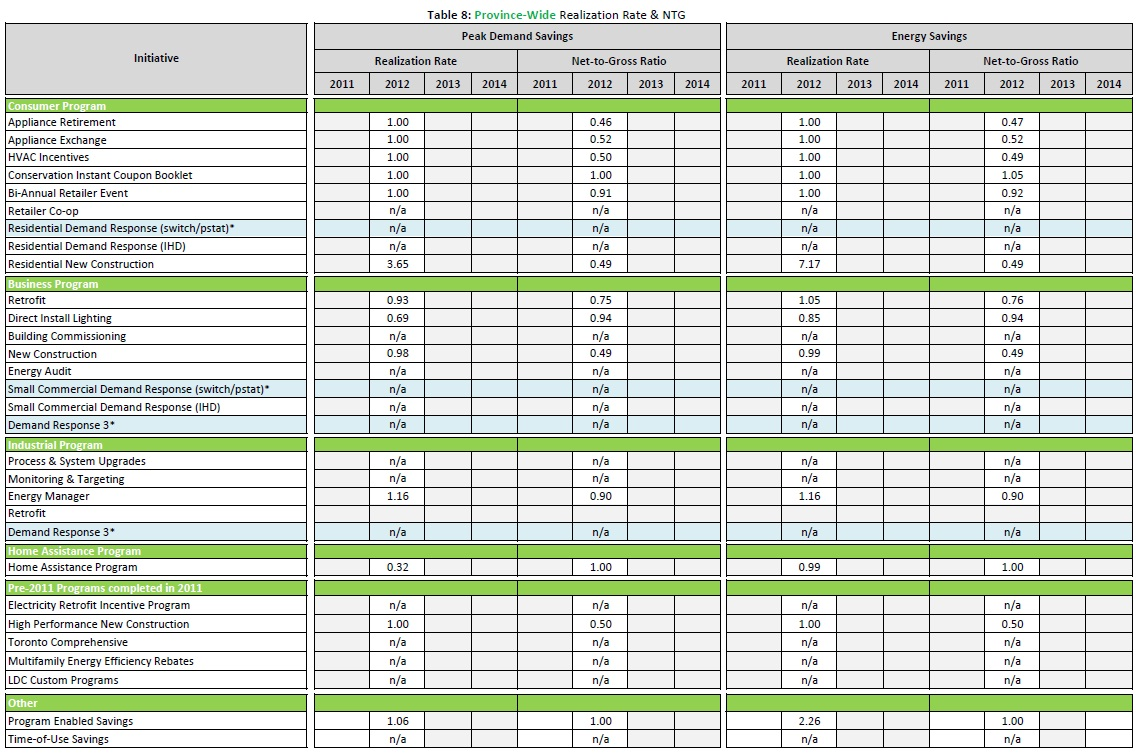 Table 8: Province-Wide Realization Rate & NTG
Initiative Peak Demand Savings Energy Savings
Realization Rate Net-to-Gross Ratio Realization Rate Net-to-Gross Ratio
2011 2012 2013 2014 2011 2012 2013 2014 2011 2012 2013 2014 2011 2012 2013 2014
Consumer Program
Appliance Retirement 1.00 0.46 1.00 0.47
Appliance Exchange 1.00 0.52 1.00 0.52
HVAC Incentives 1.00 0.50 1.00 0.49
Conservation Instant Coupon Booklet 1.00 1.00 1.00 1.05
Bi-Annual Retailer Event 1.00 0.91 1.00 0.92
Retailer Co-op n/a n/a n/a n/a
Residential Demand Response (switch/pstat)* n/a n/a n/a n/a
Residential Demand Response (IHD) n/a n/a n/a n/a
Residential New Construction 3.65 0.49 7.17 0.49
Business Program
Retrofit 0.93 0.75 1.05 0.76
Direct Install Lighting 0.69 0.94 0.85 0.94
Building Commissioning n/a n/a n/a n/a
New Construction 0.98 0.49 0.99 0.49
Energy Audit n/a n/a n/a n/a
Small Commercial Demand Response (switch/pstat)* n/a n/a n/a n/a
Small Commercial Demand Response (IHD) n/a n/a n/a n/a
Demand Response 3* n/a n/a n/a n/a
Industrial Program
Process & System Upgrades n/a n/a n/a n/a
Monitoring & Targeting n/a n/a n/a n/a
Energy Manager 1.16 0.90 1.16 0.90
Retrofit
Demand Response 3* n/a n/a n/a n/a
Home Assistance Program
Home Assistance Program 0.32 1.00 0.99 1.00
Pre-2011 Programs completed in 2011
Electricity Retrofit Incentive Program n/a n/a n/a n/a
High Performance New Construction 1.00 0.50 1.00 0.50
Toronto Comprehensive n/a n/a n/a n/a
Multifamily Energy Efficiency Rebates n/a n/a n/a n/a
LDC Custom Programs n/a n/a n/a n/a
Other
Program Enabled Savings 1.06 1.00 2.26 1.00
Time-of-Use Savings n/a n/a n/a n/a